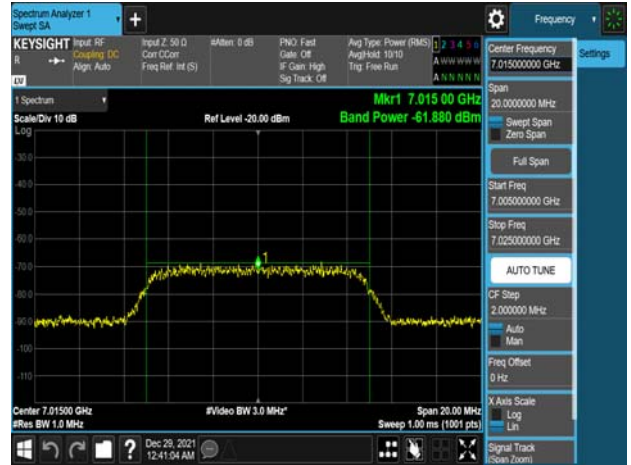 Spectrum Analyzer 1
Swept SA
+
Frequency
KEYSIGHT
R
LV
Input: RF
Coupling: DC
Align: Auto
Input Z: 50 Ω
Corr CCorr
Freq Ref: Int (S)
#Atten: 0 dB
PNO: Fast
Gate: Off
IF Gain: High
Sig Track: Off
Avg Type: Power (RMS)
Avg|Hold: 10/10
Trig: Free Run
1 2 3 4 5 6
A W W W W W
A N N N N N
1 Spectrum
Scale/Div 10 dB
Log
Ref Level -20.00 dBm
Mkr1 7.015 00 GHz
Band Power -61.880 dBm
-30.0
-40.0
-50.0
-60.0
-70.0
-80.0
-90.0
-100
-110
1
Center 7.01500 GHz
#Res BW 1.0 MHz
#Video BW 3.0 MHz*
Span 20.00 MHz
Sweep 1.00 ms (1001 pts)
?
Dec 29, 2021
12:41:04 AM
Center Frequency
7.015000000 GHz
Settings
Span
20.0000000 MHz
Swept Span
Zero Span
Full Span
Start Freq
7.005000000 GHz
Stop Freq
7.025000000 GHz
AUTO TUNE
CF Step
2.000000 MHz
Auto
Man
Freq Offset
0 Hz
X Axis Scale
Log
Lin
Signal Track
(Span Zoom)